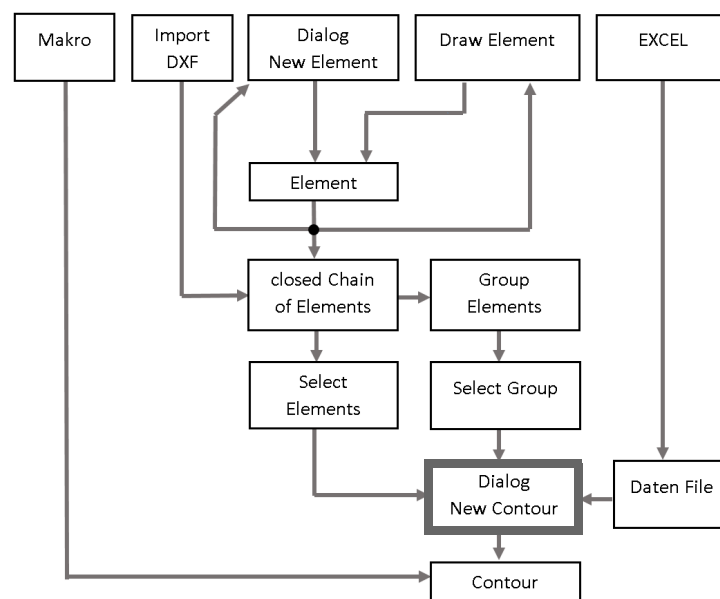 Makro
Import
DXF
Dialog
New Element
Draw Element
EXCEL
Element
closed Chain
of Elements
Group
Elements
Select
Elements
Select Group
Dialog
New Contour
Daten File
Contour